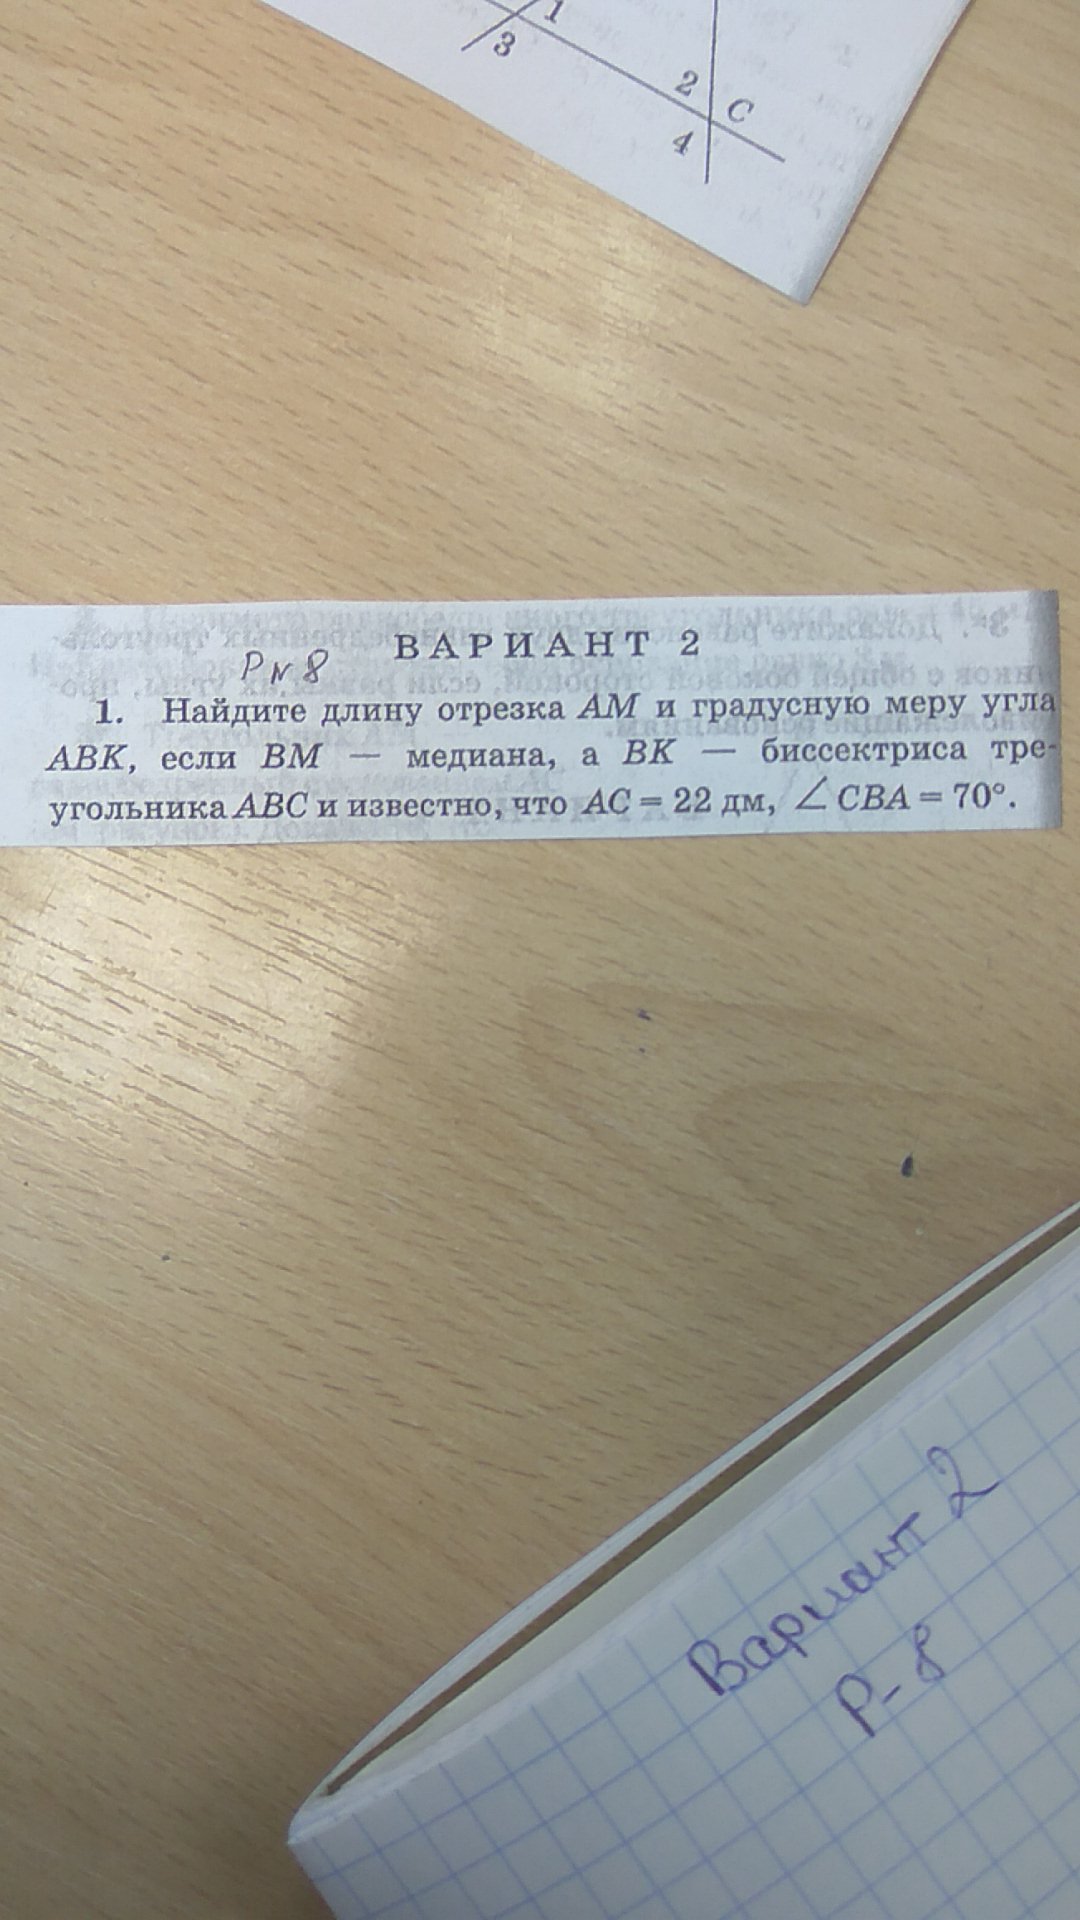 1
3
2
C
4
ВАРИАНТ 2
Р№8
1. Найдите длину отрезка AM и градусную меру угла
ABK, если BM — медиана, а BK — биссектриса тре-
угольника ABC и известно, что AC = 22 дм, ∠CBA = 70°.
Вариант 2
Р-8